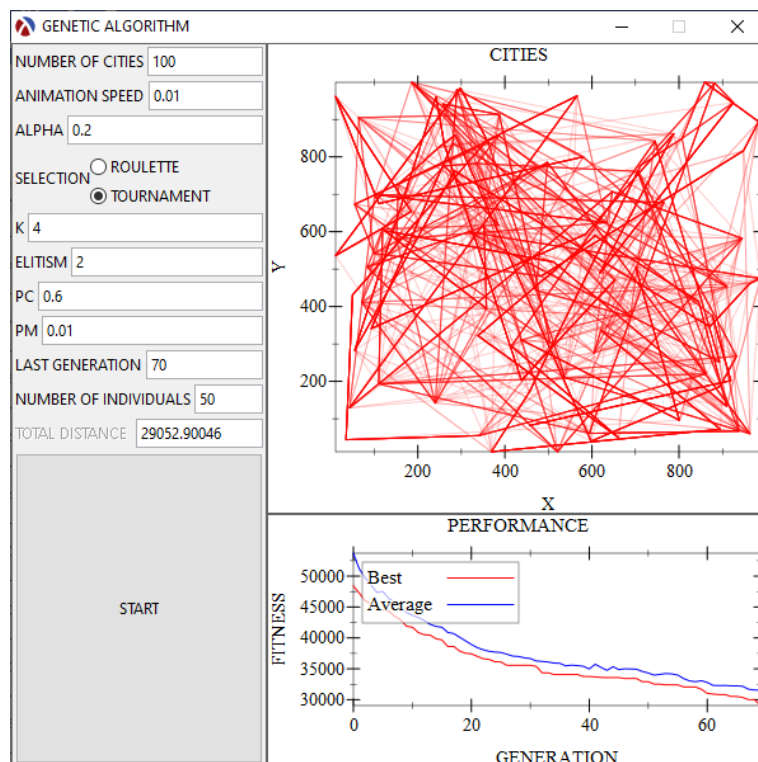 GENETIC ALGORITHM
NUMBER OF CITIES 100
ANIMATION SPEED 0.01
ALPHA 0.2
SELECTION
ROULETTE
TOURNAMENT
K 4
ELITISM 2
PC 0.6
PM 0.01
LAST GENERATION 70
NUMBER OF INDIVIDUALS 50
TOTAL DISTANCE 29052.90046
START
CITIES
Y
800
600
400
200
200 400 600 800
X
PERFORMANCE
FITNESS
50000
45000
40000
35000
30000
Best
Average
0 20 40 60
GENERATION